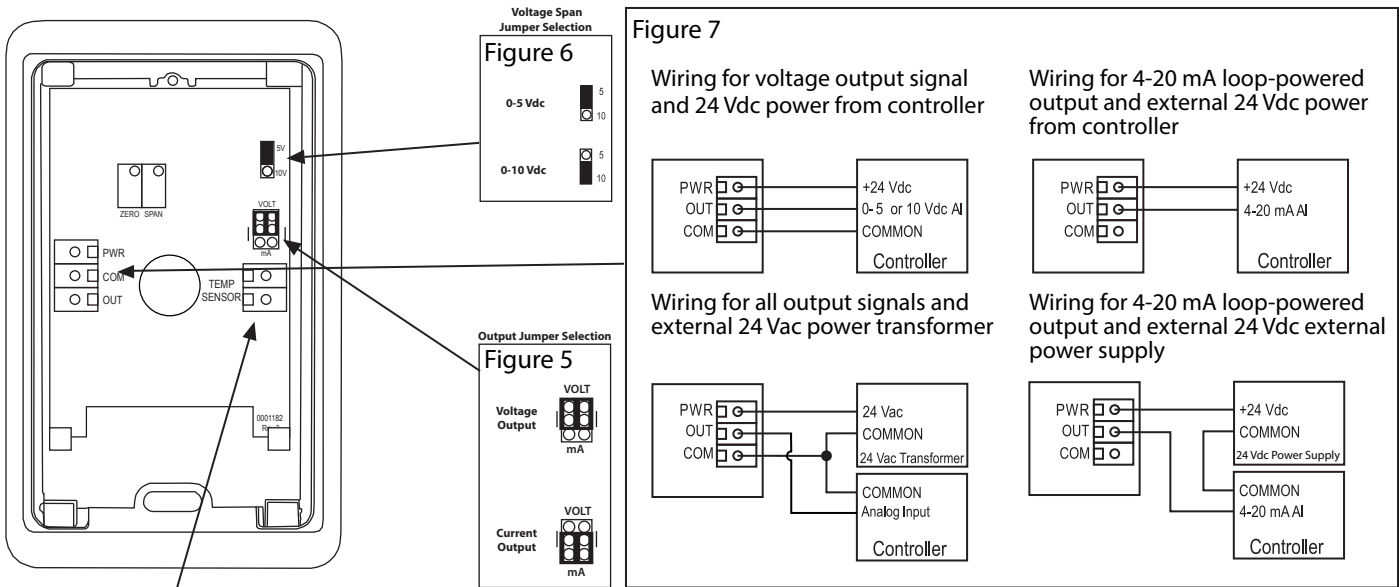 5V
10V
ZERO SPAN
VOLT
mA
PWR
COM
OUT
TEMP
SENSOR
0001182
Voltage Span
Jumper Selection
Figure 6
0-5 Vdc
5
10
0-10 Vdc
5
10
Output Jumper Selection
Figure 5
VOLT
Voltage
Output
mA
VOLT
Current
Output
mA
Figure 7
Wiring for voltage output signal
and 24 Vdc power from controller
PWR
OUT
COM
+24 Vdc
0- 5 or 10 Vdc AI
COMMON
Controller
Wiring for 4-20 mA loop-powered
output and external 24 Vdc power
from controller
PWR
OUT
COM
+24 Vdc
4-20 mA AI
Controller
Wiring for all output signals and
external 24 Vac power transformer
PWR
OUT
COM
24 Vac
COMMON
24 Vac Transformer
COMMON
Analog Input
Controller
Wiring for 4-20 mA loop-powered
output and external 24 Vdc external
power supply
PWR
OUT
COM
+24 Vdc
COMMON
24 Vdc Power Supply
COMMON
4-20 mA AI
Controller